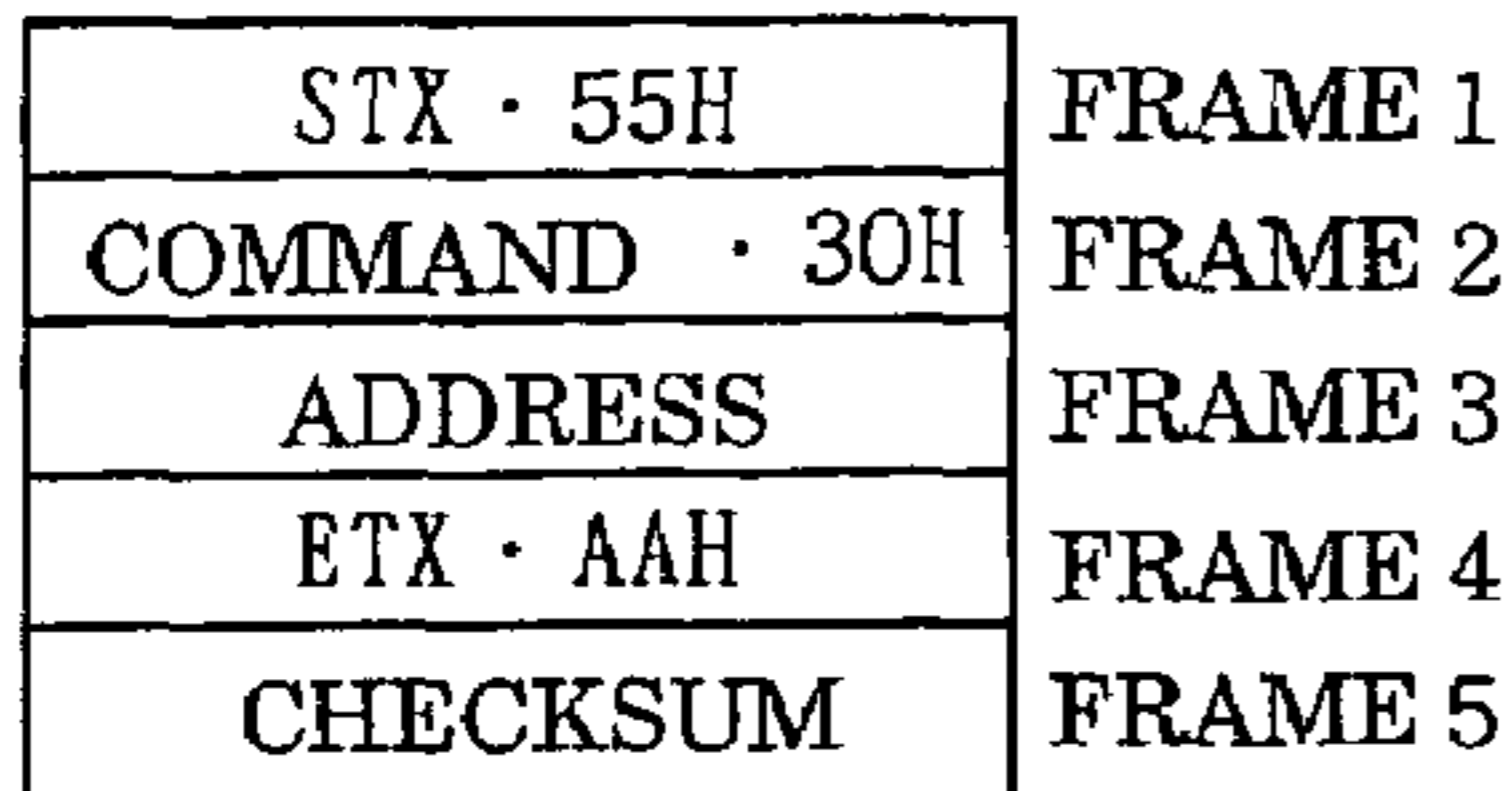 STX · 55H FRAME 1
COMMAND · 30H FRAME 2
ADDRESS FRAME 3
ETX · AAH FRAME 4
CHECKSUM FRAME 5